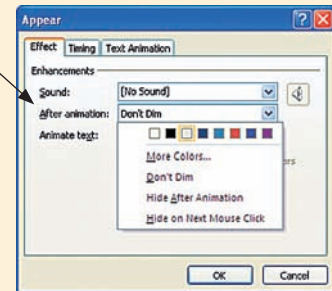 Appear
Effect Timing Text Animation
Enhancements
Sound: [No Sound]
After animation: Don't Dim
Animate text:
More Colors...
Don't Dim
Hide After Animation
Hide on Next Mouse Click
OK Cancel